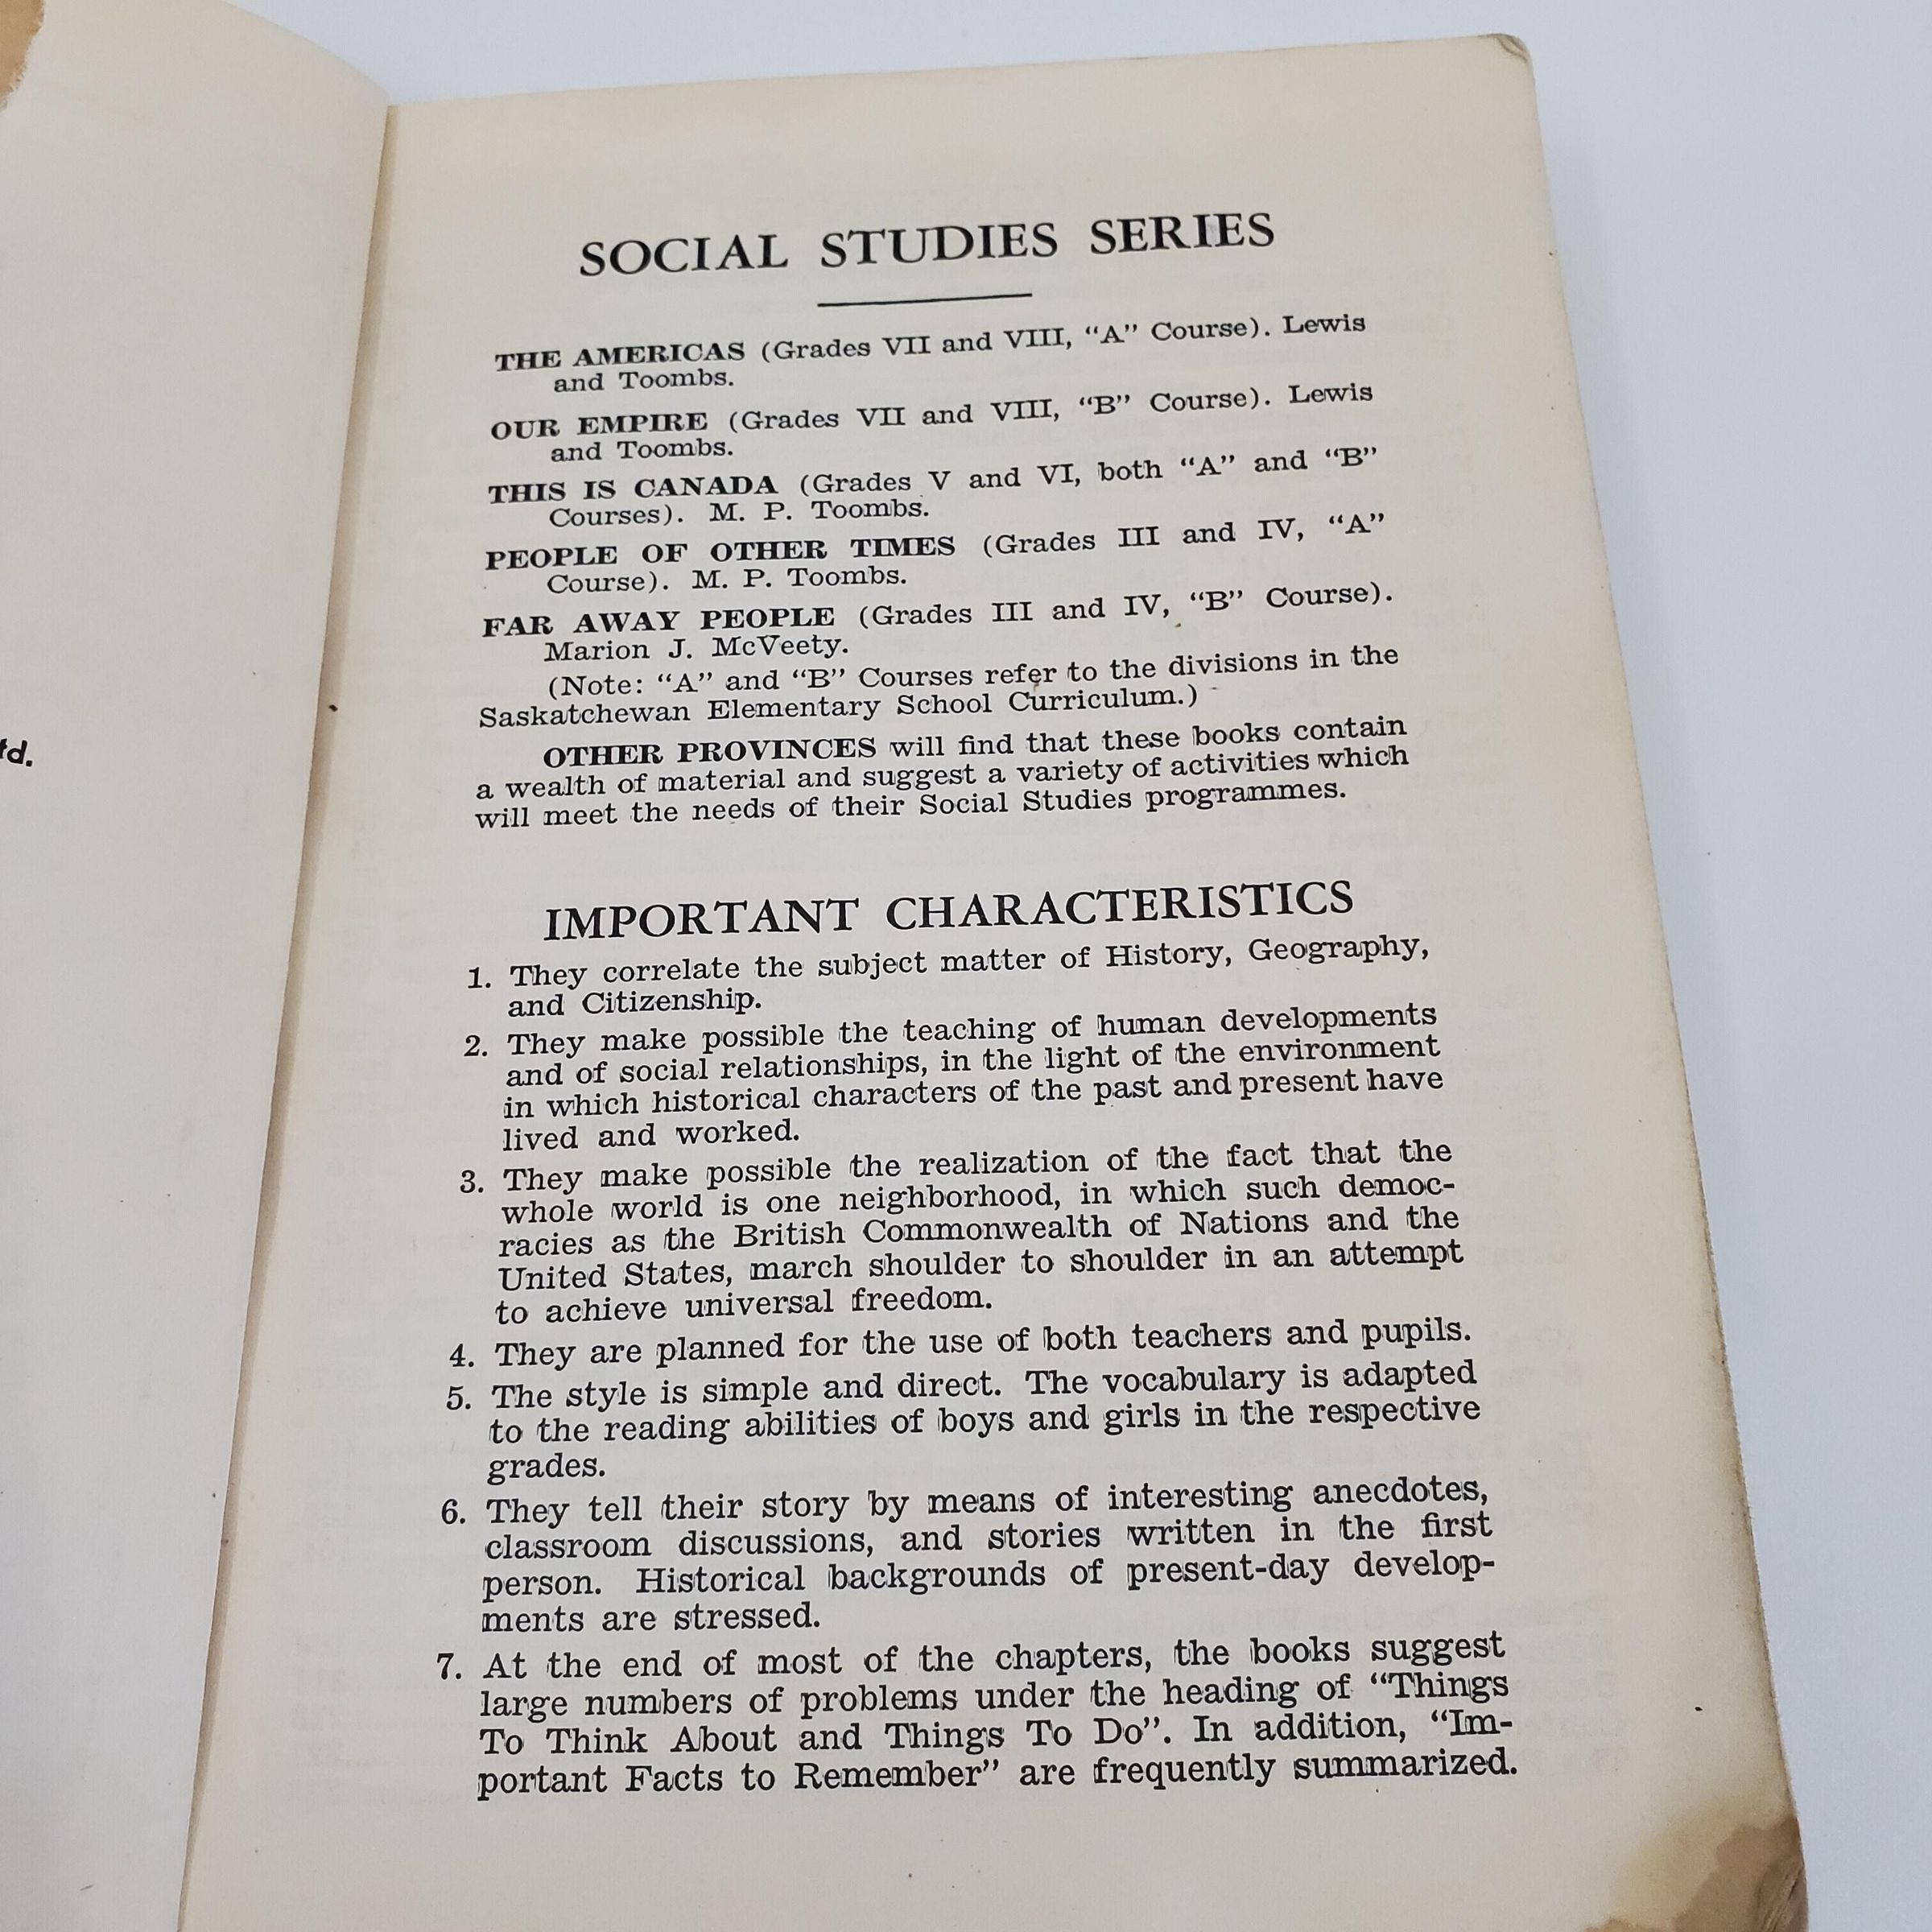 td.
SOCIAL STUDIES SERIES
THE AMERICAS (Grades VII and VIII, “A” Course). Lewis
and Toombs.
OUR EMPIRE (Grades VII and VIII, “B” Course). Lewis
and Toombs.
THIS IS CANADA (Grades V and VI, both “A” and “B”
Courses). M. P. Toombs.
PEOPLE OF OTHER TIMES (Grades III and IV, “A”
Course). M. P. Toombs.
FAR AWAY PEOPLE (Grades III and IV, “B” Course).
Marion J. McVeety.
(Note: “A” and “B” Courses refer to the divisions in the
Saskatchewan Elementary School Curriculum.)
OTHER PROVINCES will find that these books contain
a wealth of material and suggest a variety of activities which
will meet the needs of their Social Studies programmes.
IMPORTANT CHARACTERISTICS
1. They correlate the subject matter of History, Geography,
and Citizenship.
2. They make possible the teaching of human developments
and of social relationships, in the light of the environment
in which historical characters of the past and present have
lived and worked.
3. They make possible the realization of the fact that the
whole world is one neighborhood, in which such democ-
racies as the British Commonwealth of Nations and the
United States, march shoulder to shoulder in an attempt
to achieve universal freedom.
4. They are planned for the use of both teachers and pupils.
5. The style is simple and direct. The vocabulary is adapted
to the reading abilities of boys and girls in the respective
grades.
6. They tell their story by means of interesting anecdotes,
classroom discussions, and stories written in the first
person. Historical backgrounds of present-day develop-
ments are stressed.
7. At the end of most of the chapters, the books suggest
large numbers of problems under the heading of “Things
To Think About and Things To Do”. In addition, “Im-
portant Facts to Remember” are frequently summarized.